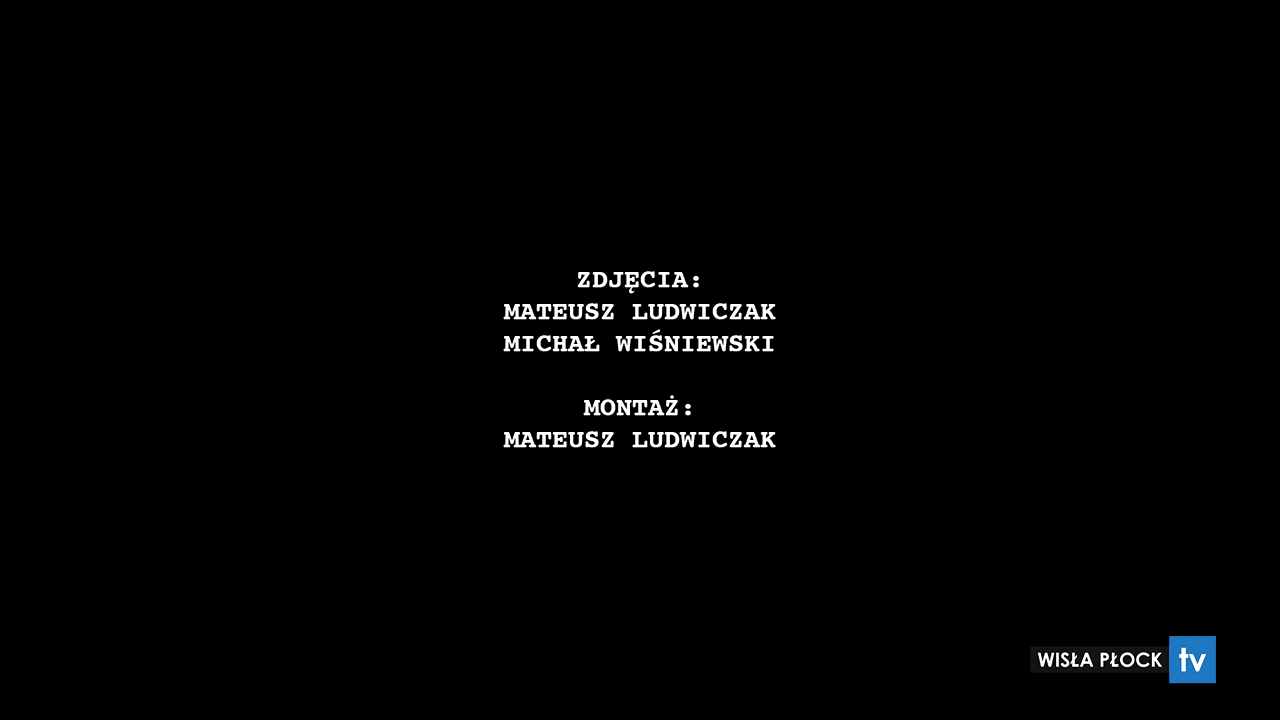 ZDJĘCIA:
MATEUSZ LUDWICZAK
MICHAŁ WIŚNIEWSKI
MONTAŻ:
MATEUSZ LUDWICZAK
WISŁA PŁOCK tv